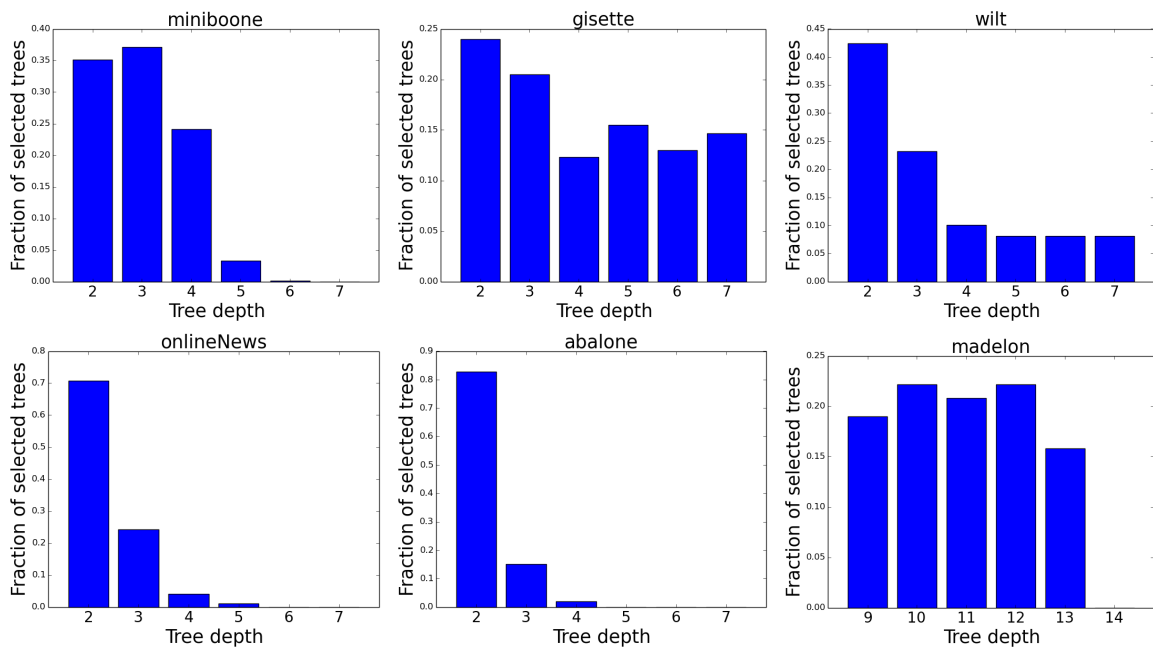 miniboone
Fraction of selected trees
0.40
0.35
0.30
0.25
0.20
0.15
0.10
0.05
0.00
2 3 4 5 6 7
Tree depth
gisette
Fraction of selected trees
0.25
0.20
0.15
0.10
0.05
0.00
2 3 4 5 6 7
Tree depth
wilt
Fraction of selected trees
0.45
0.40
0.35
0.30
0.25
0.20
0.15
0.10
0.05
0.00
2 3 4 5 6 7
Tree depth
onlineNews
Fraction of selected trees
0.8
0.7
0.6
0.5
0.4
0.3
0.2
0.1
0.0
2 3 4 5 6 7
Tree depth
abalone
Fraction of selected trees
0.9
0.8
0.7
0.6
0.5
0.4
0.3
0.2
0.1
0.0
2 3 4 5 6 7
Tree depth
madelon
Fraction of selected trees
0.25
0.20
0.15
0.10
0.05
0.00
9 10 11 12 13 14
Tree depth